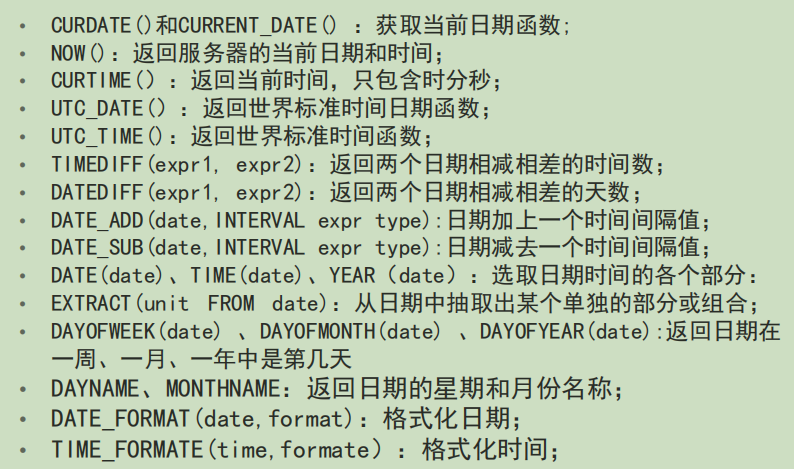 • CURDATE()和CURRENT_DATE() : 获取当前日期函数;
• NOW(): 返回服务器的当前日期和时间;
• CURTIME() : 返回当前时间，只包含时分秒;
• UTC_DATE() : 返回世界标准时间日期函数;
• UTC_TIME(): 返回世界标准时间函数;
• TIMEDIFF(expr1, expr2): 返回两个日期相减相差的时间数;
• DATEDIFF(expr1, expr2): 返回两个日期相减相差的天数;
• DATE_ADD(date,INTERVAL expr type):日期加上一个时间间隔值;
• DATE_SUB(date,INTERVAL expr type):日期减去一个时间间隔值;
• DATE(date)、TIME(date)、YEAR（date）: 选取日期时间的各个部分:
• EXTRACT(unit FROM date): 从日期中抽取出某个单独的部分或组合;
• DAYOFWEEK(date) 、DAYOFMONTH(date) 、DAYOFYEAR(date):返回日期在
一周、一月、一年中是第几天
• DAYNAME、MONTHNAME: 返回日期的星期和月份名称;
• DATE_FORMAT(date,format): 格式化日期;
• TIME_FORMATE(time,formate）: 格式化时间;